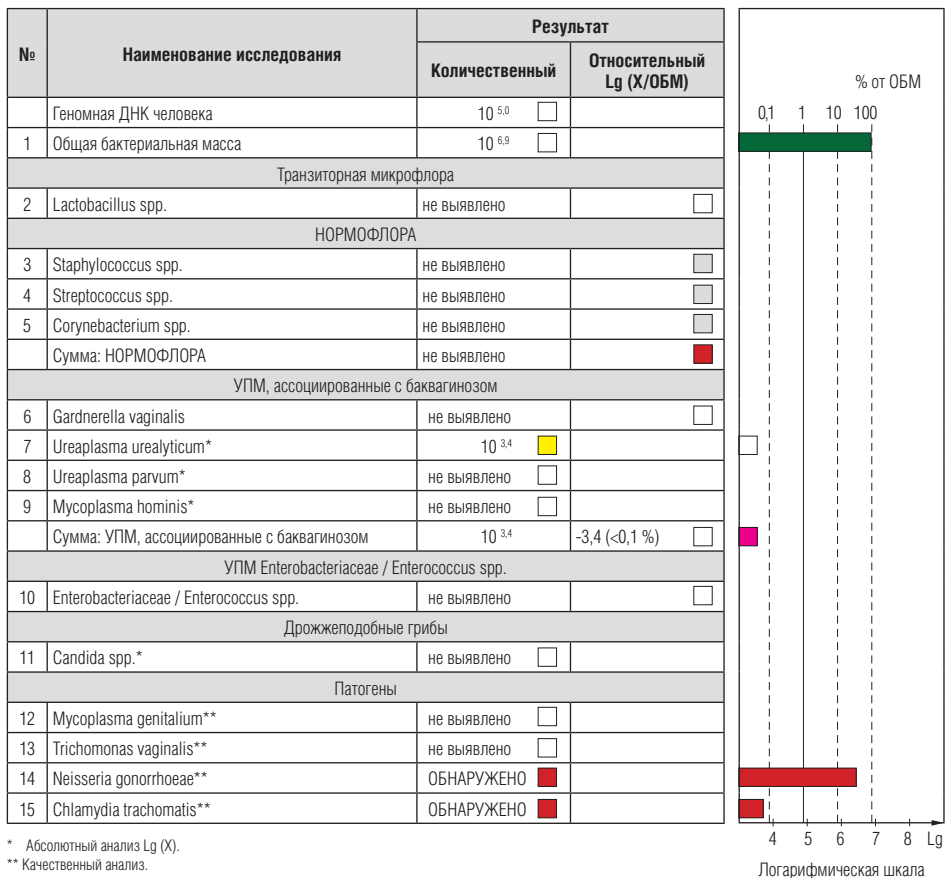 № Наименование исследования Результат
Количественный Относительный Lg (Х/ОБМ)
Геномная ДНК человека 10 5,0
1 Общая бактериальная масса 10 6,9
Транзиторная микрофлора
2 Lactobacillus spp. не выявлено
НОРМОФЛОРА
3 Staphylococcus spp. не выявлено
4 Streptococcus spp. не выявлено
5 Corynebacterium spp. не выявлено
Сумма: НОРМОФЛОРА не выявлено
УПМ, ассоциированные с баквагинозом
6 Gardnerella vaginalis не выявлено
7 Ureaplasma urealyticum* 10 3,4
8 Ureaplasma parvum* не выявлено
9 Mycoplasma hominis* не выявлено
Сумма: УПМ, ассоциированные с баквагинозом 10 3,4 -3,4 (<0,1 %)
УПМ Enterobacteriaceae / Enterococcus spp.
10 Enterobacteriaceae / Enterococcus spp. не выявлено
Дрожжеподобные грибы
11 Candida spp.* не выявлено
Патогены
12 Mycoplasma genitalium** не выявлено
13 Trichomonas vaginalis** не выявлено
14 Neisseria gonorrhoeae** ОБНАРУЖЕНО
15 Chlamydia trachomatis** ОБНАРУЖЕНО
* Абсолютный анализ Lg (X).
** Качественный анализ.
% от ОБМ
0,1 1 10 100
4 5 6 7 8 Lg
Логарифмическая шкала